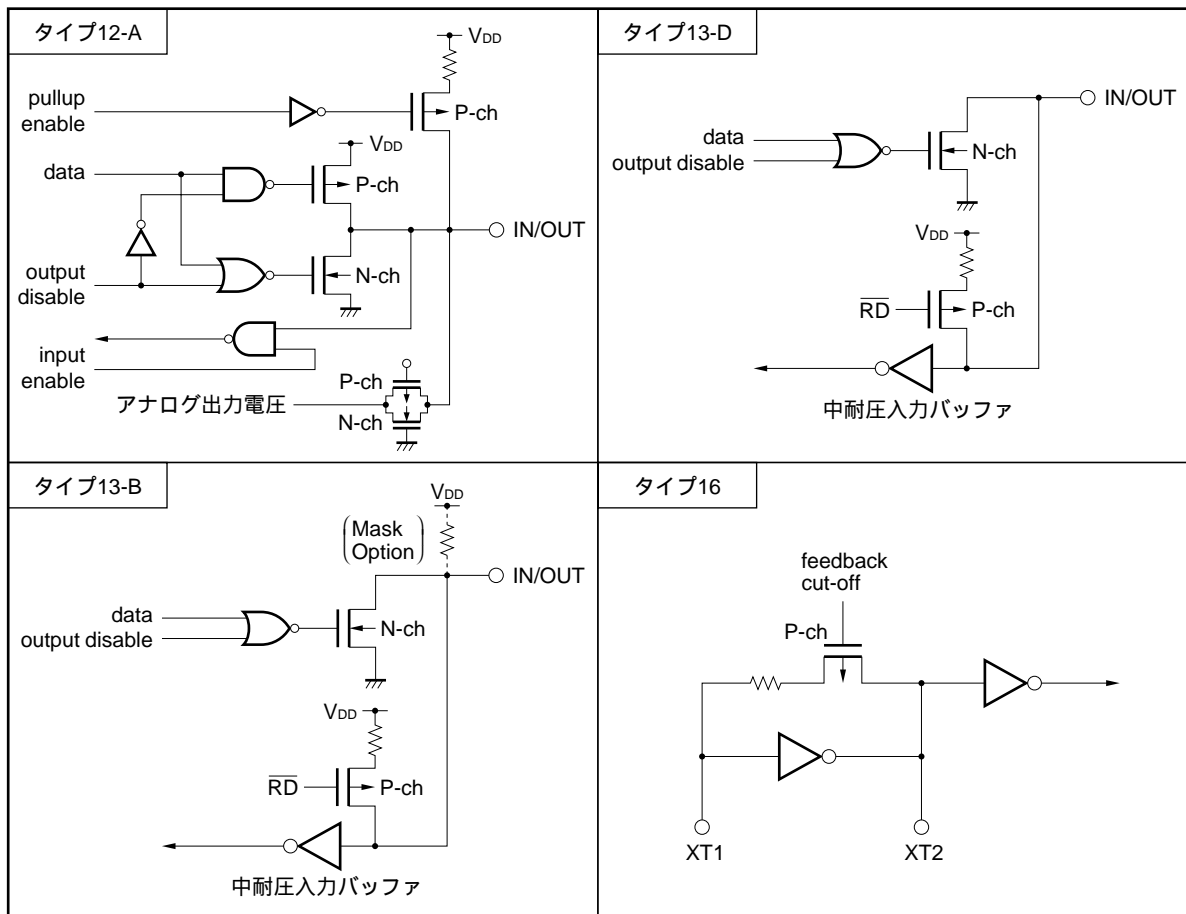 タイプ12-A
VDD
pullup
enable
P-ch
VDD
data
P-ch
IN/OUT
output
disable
N-ch
input
enable
P-ch
アナログ出力電圧
N-ch
タイプ13-D
IN/OUT
data
output disable
N-ch
VDD
RD
P-ch
中耐圧入力バッファ
タイプ13-B
VDD
(Mask
Option)
IN/OUT
data
output disable
N-ch
VDD
RD
P-ch
中耐圧入力バッファ
タイプ16
feedback
cut-off
P-ch
XT1
XT2